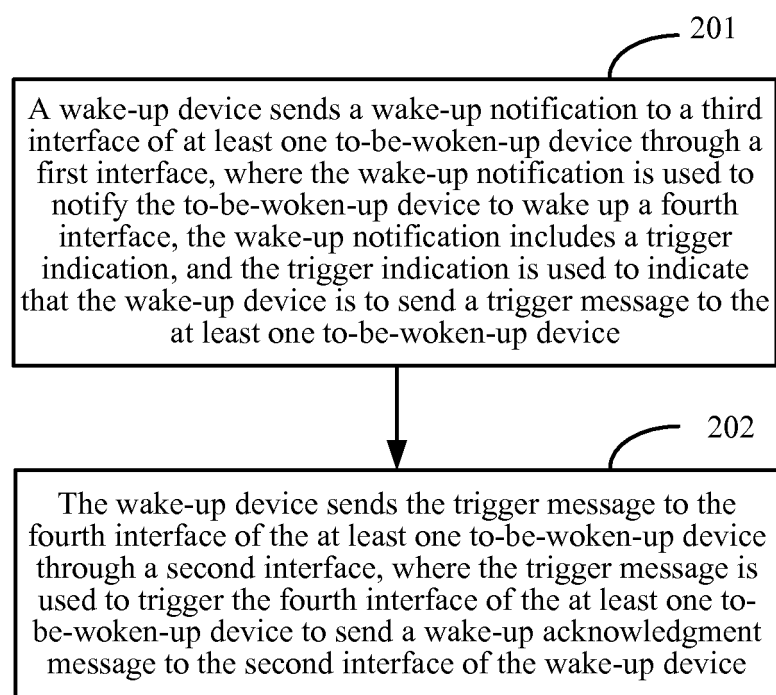 201
A wake-up device sends a wake-up notification to a third
interface of at least one to-be-woken-up device through a
first interface, where the wake-up notification is used to
notify the to-be-woken-up device to wake up a fourth
interface, the wake-up notification includes a trigger
indication, and the trigger indication is used to indicate
that the wake-up device is to send a trigger message to the
at least one to-be-woken-up device
202
The wake-up device sends the trigger message to the
fourth interface of the at least one to-be-woken-up device
through a second interface, where the trigger message is
used to trigger the fourth interface of the at least one to-
be-woken-up device to send a wake-up acknowledgment
message to the second interface of the wake-up device